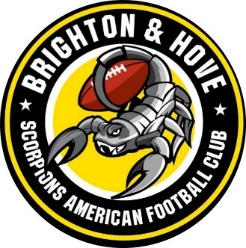 BRIGHTON & HOVE
SCORPIONS AMERICAN FOOTBALL CLUB